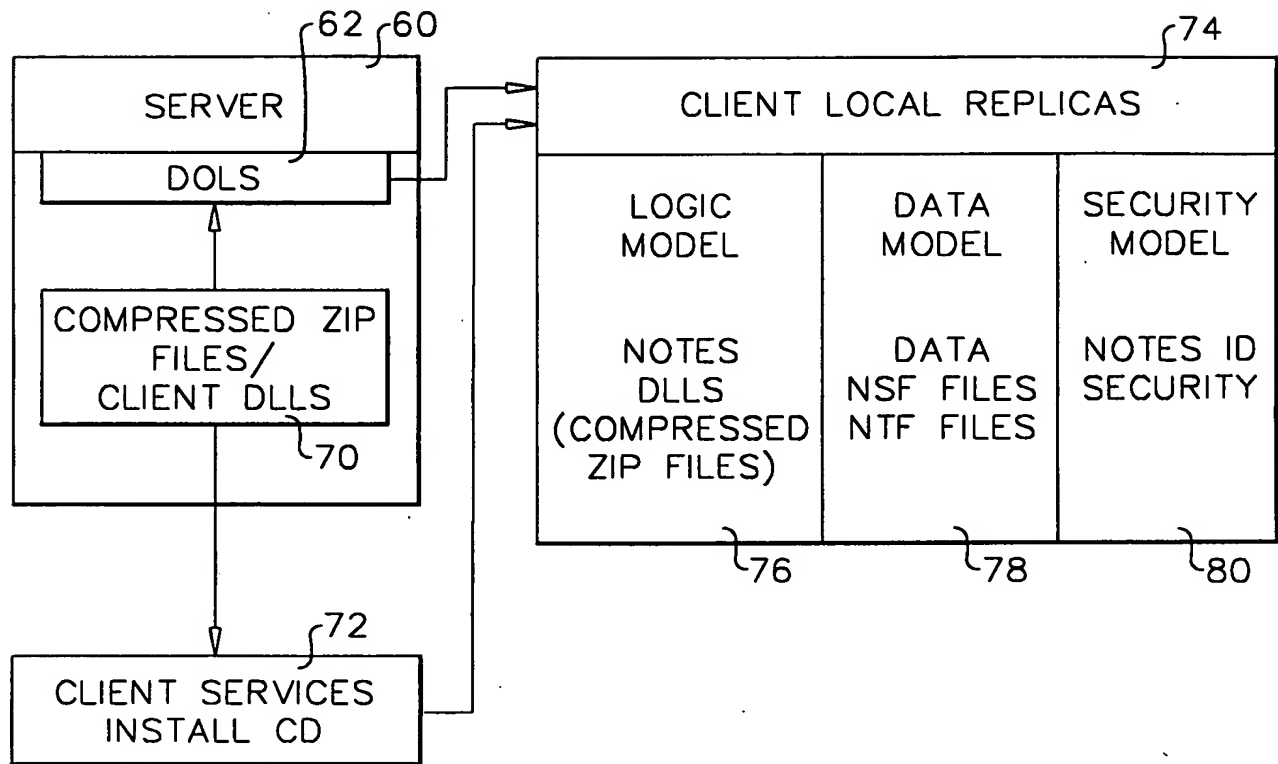 62
60
SERVER
DOLS
COMPRESSED ZIP
FILES/
CLIENT DLLS
70
72
CLIENT SERVICES
INSTALL CD
74
CLIENT LOCAL REPLICAS
LOGIC
MODEL
NOTES
DLLS
(COMPRESSED
ZIP FILES)
76
DATA
MODEL
DATA
NSF FILES
NTF FILES
78
SECURITY
MODEL
NOTES ID
SECURITY
80